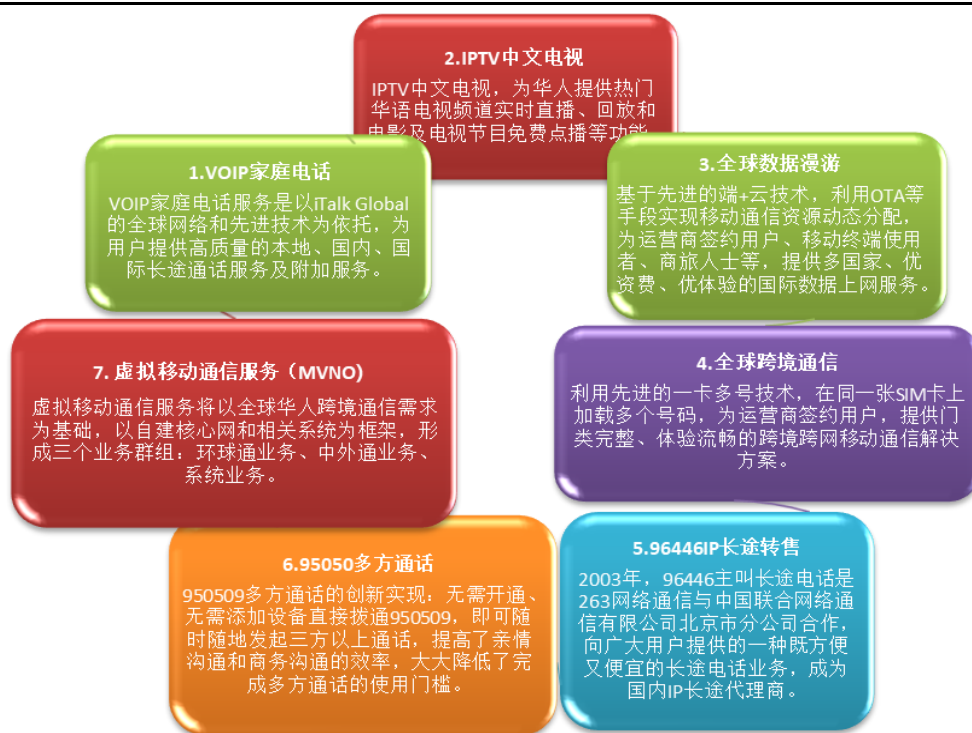 2.IPTV中文电视
IPTV中文电视，为华人提供热门
华语电视频道实时直播、回放和
电影及电视节目免费点播等功能
1.VOIP家庭电话
VOIP家庭电话服务是以iTalk Global
的全球网络和先进技术为依托，为
用户提供高质量的本地、国内、国
际长途通话服务及附加服务。
3.全球数据漫游
基于先进的端+云技术，利用OTA等
手段实现移动通信资源动态分配，
为运营商签约用户、移动终端使用
者、商旅人士等，提供多国家、优
资费、优体验的国际数据上网服务。
7. 虚拟移动通信服务（MVNO)
虚拟移动通信服务将以全球华人跨境通信需求
为基础，以自建核心网和相关系统为框架，形
成三个业务群组：环球通业务、中外通业务、
系统业务。
4.全球跨境通信
利用先进的一卡多号技术，在同一张SIM卡上
加载多个号码，为运营商签约用户，提供门
类完整、体验流畅的跨境跨网移动通信解决
方案。
6.95050多方通话
950509多方通话的创新实现：无需开通、
无需添加设备直接拨通950509，即可随
时随地发起三方以上通话，提高了亲情
沟通和商务沟通的效率，大大降低了完
成多方通话的使用门槛。
5.96446IP长途转售
2003年，96446主叫长途电话是
263网络通信与中国联合网络通
信有限公司北京市分公司合作，
向广大用户提供的一种既方便
又便宜的长途电话业务，成为
国内IP长途代理商。